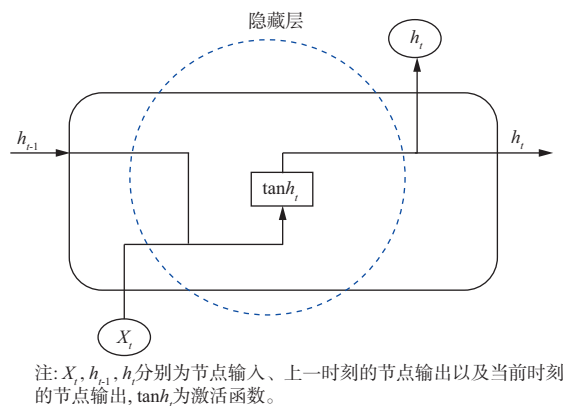 隐藏层
h_t
h_{t-1}
h_t
tanh_t
X_t
注: X_t, h_{t-1}, h_t分别为节点输入、上一时刻的节点输出以及当前时刻
的节点输出, tanh_t为激活函数。